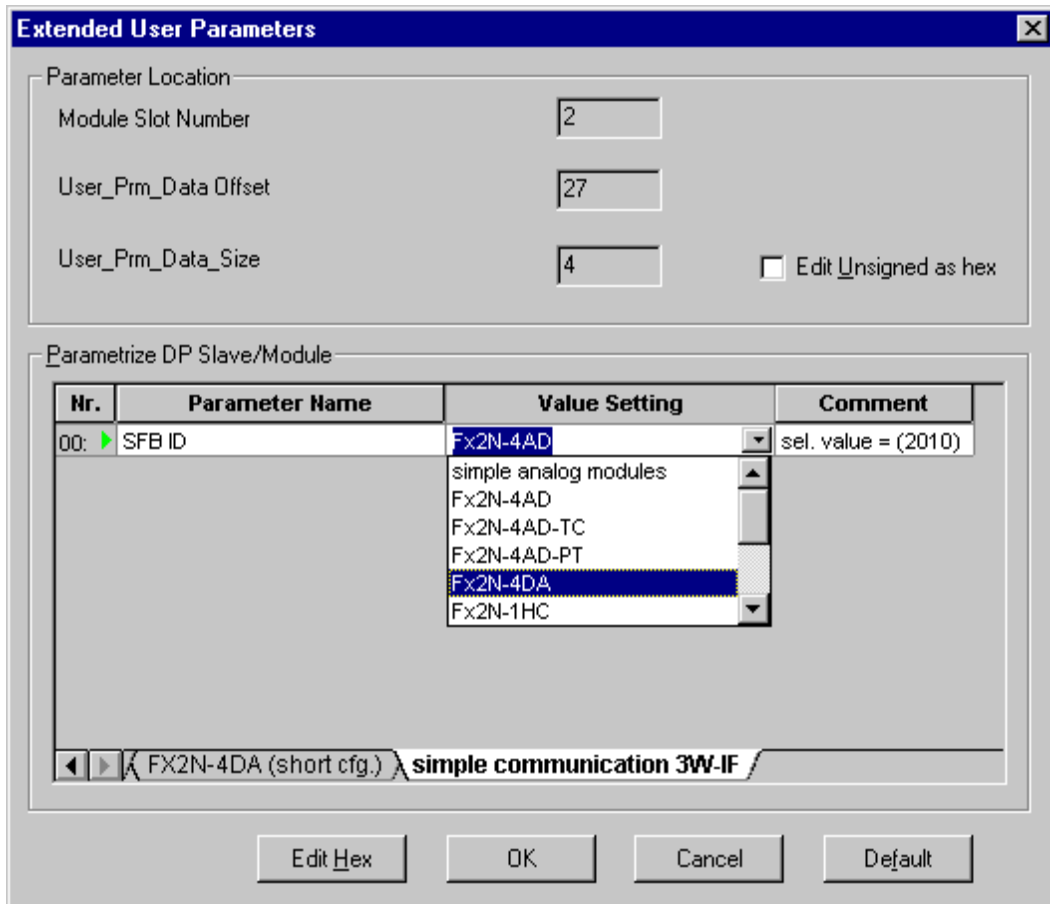 Extended User Parameters
Parameter Location
Module Slot Number 2
User_Prm_Data Offset 27
User_Prm_Data_Size 4 Edit Unsigned as hex
Parametrize DP Slave/Module
Nr. Parameter Name Value Setting Comment
00: SFB ID Fx2N-4AD sel. value = (2010)
simple analog modules
Fx2N-4AD
Fx2N-4AD-TC
Fx2N-4AD-PT
Fx2N-4DA
Fx2N-1HC
FX2N-4DA (short cfg.) simple communication 3W-IF
Edit Hex OK Cancel Default